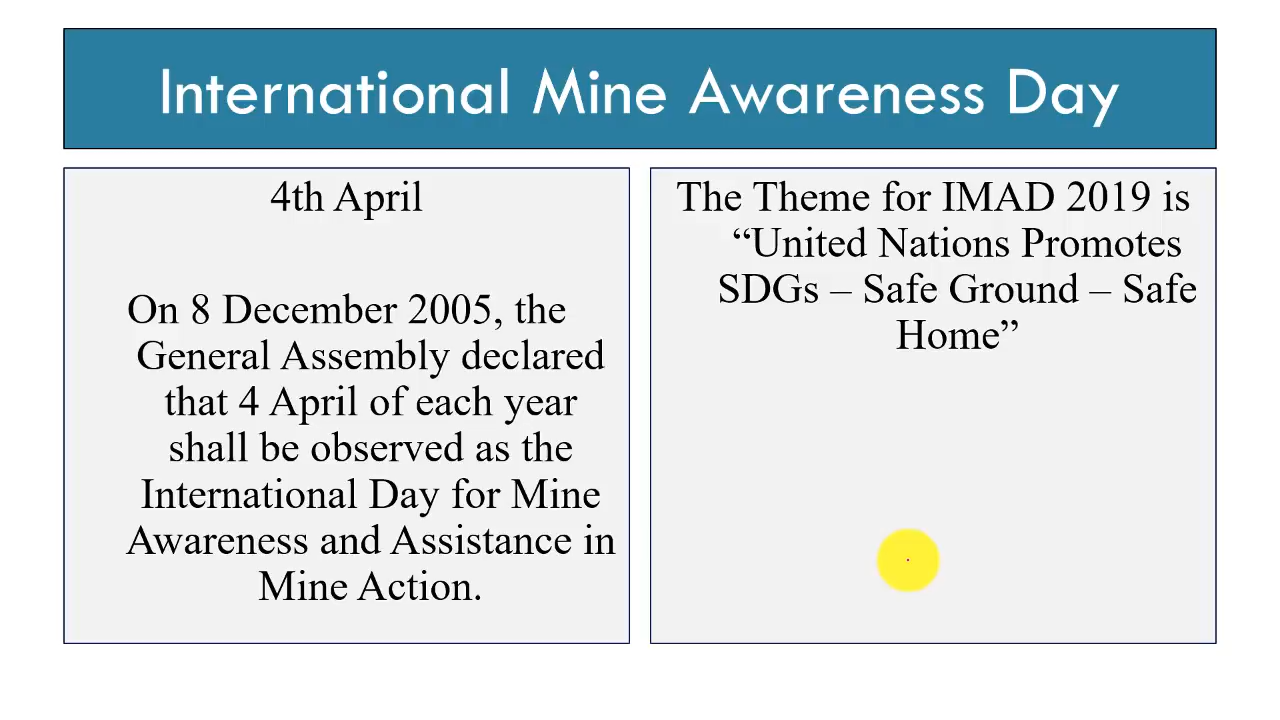 International Mine Awareness Day
4th April
On 8 December 2005, the
General Assembly declared
that 4 April of each year
shall be observed as the
International Day for Mine
Awareness and Assistance in
Mine Action.
The Theme for IMAD 2019 is
“United Nations Promotes
SDGs – Safe Ground – Safe
Home”